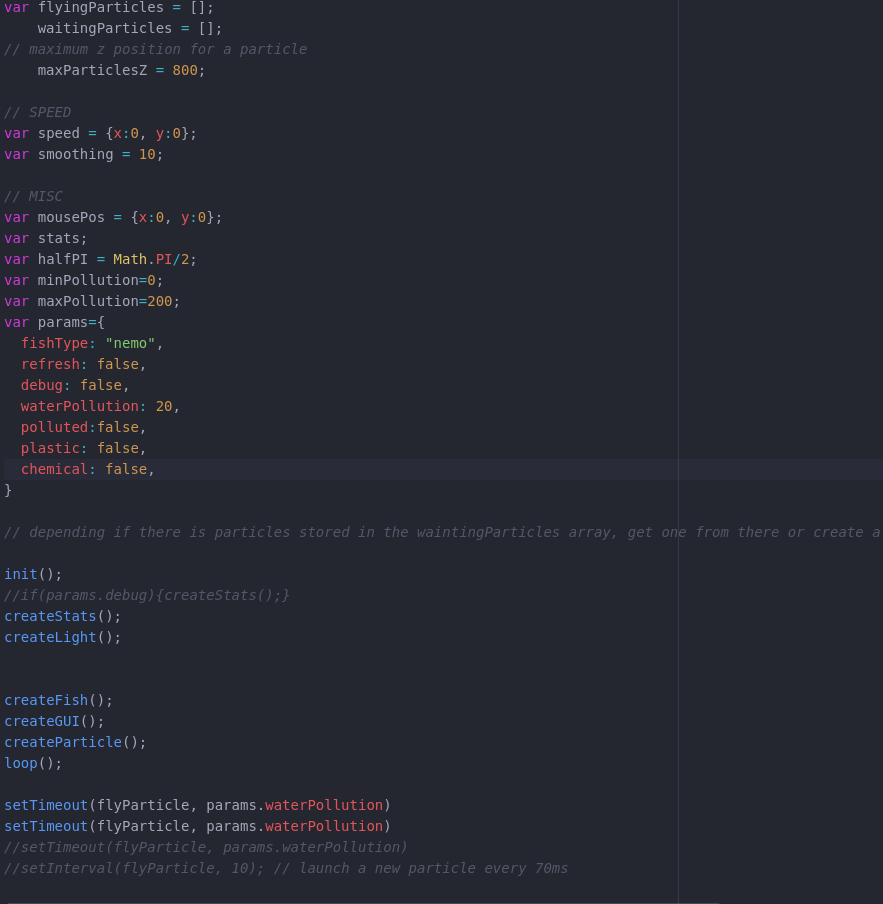 var flyingParticles = [];
    waitingParticles = [];
// maximum z position for a particle
    maxParticlesZ = 800;

// SPEED
var speed = {x:0, y:0};
var smoothing = 10;

// MISC
var mousePos = {x:0, y:0};
var stats;
var halfPI = Math.PI/2;
var minPollution=0;
var maxPollution=200;
var params={
  fishType: "nemo",
  refresh: false,
  debug: false,
  waterPollution: 20,
  polluted:false,
  plastic: false,
  chemical: false,
}

// depending if there is particles stored in the waintingParticles array, get one from there or create a

init();
//if(params.debug){createStats();}
createStats();
createLight();


createFish();
createGUI();
createParticle();
loop();

setTimeout(flyParticle, params.waterPollution)
setTimeout(flyParticle, params.waterPollution)
//setTimeout(flyParticle, params.waterPollution)
//setInterval(flyParticle, 10); // launch a new particle every 70ms